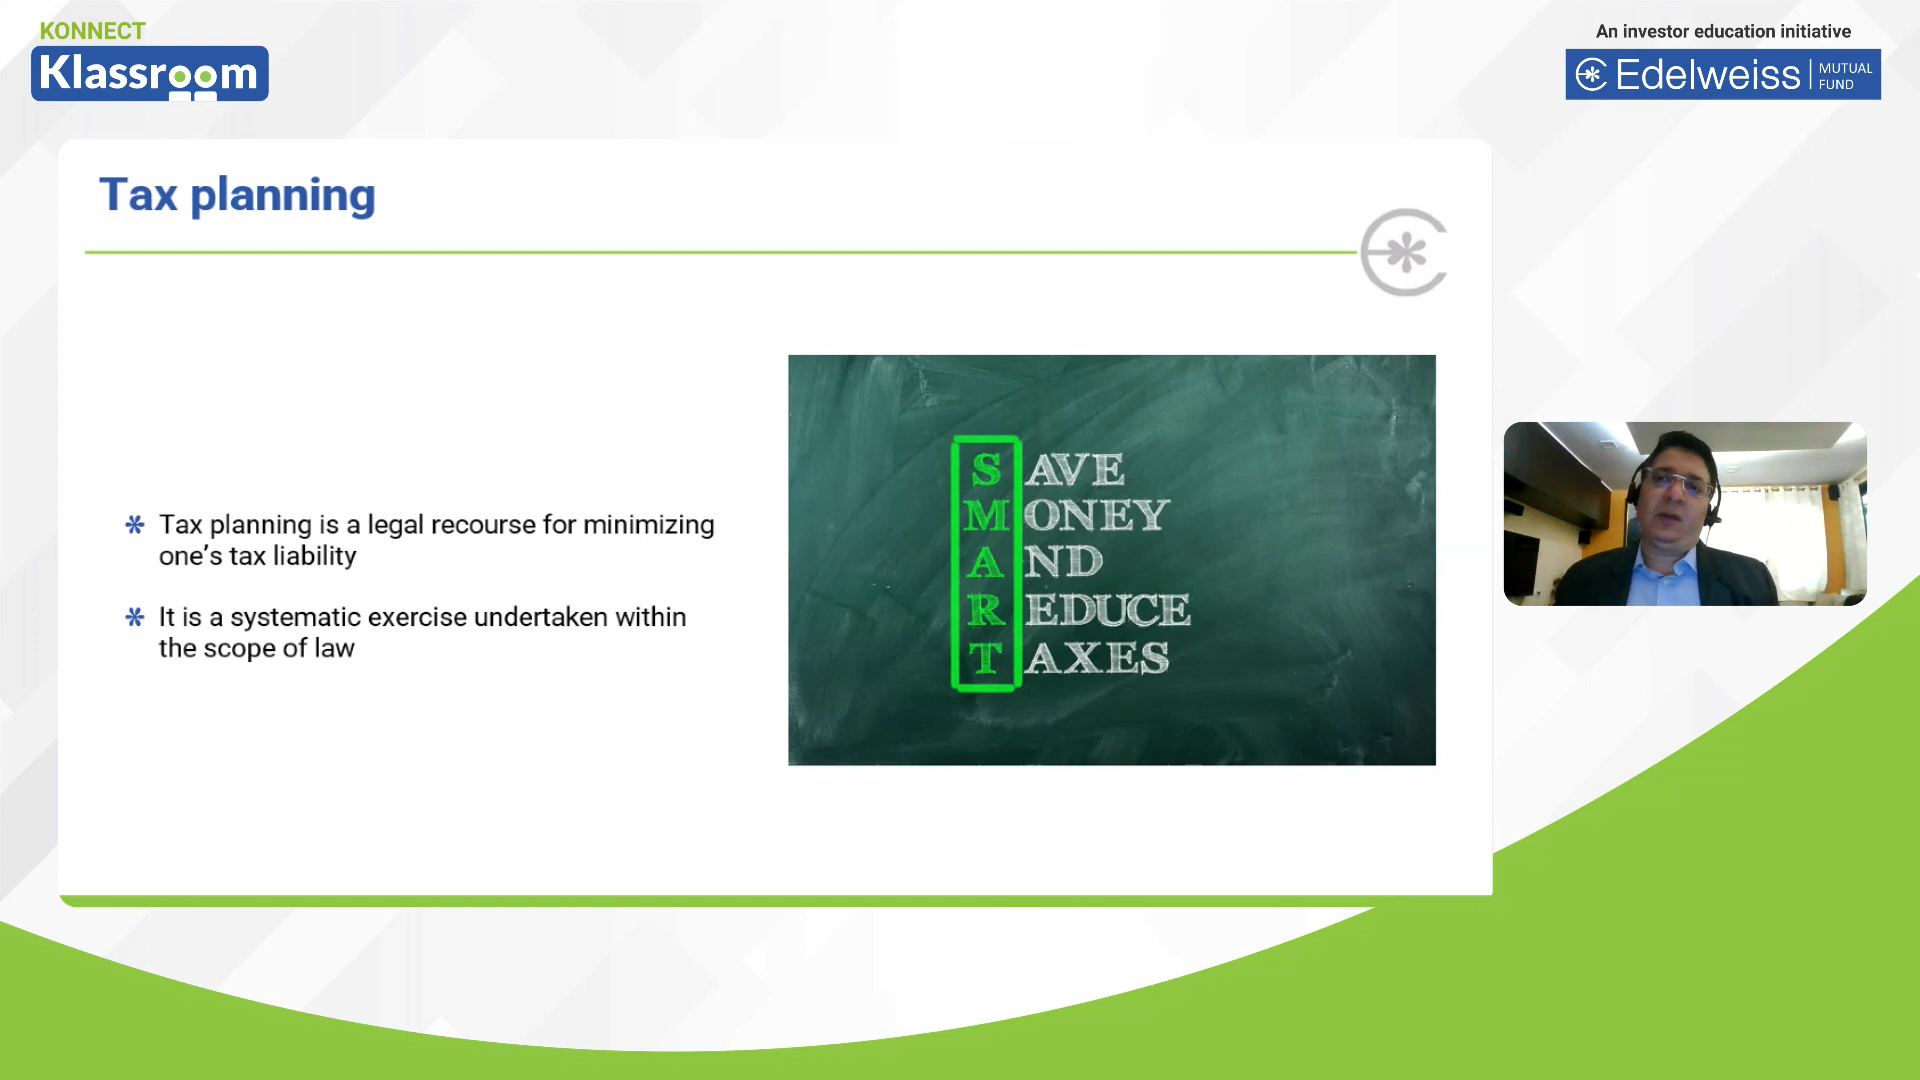 KONNECT
Klassroom
An investor education initiative
Edelweiss
MUTUAL
FUND
Tax planning
Tax planning is a legal recourse for minimizing
one’s tax liability
It is a systematic exercise undertaken within
the scope of law
SAVE
MONEY
AND
REDUCE
TAXES